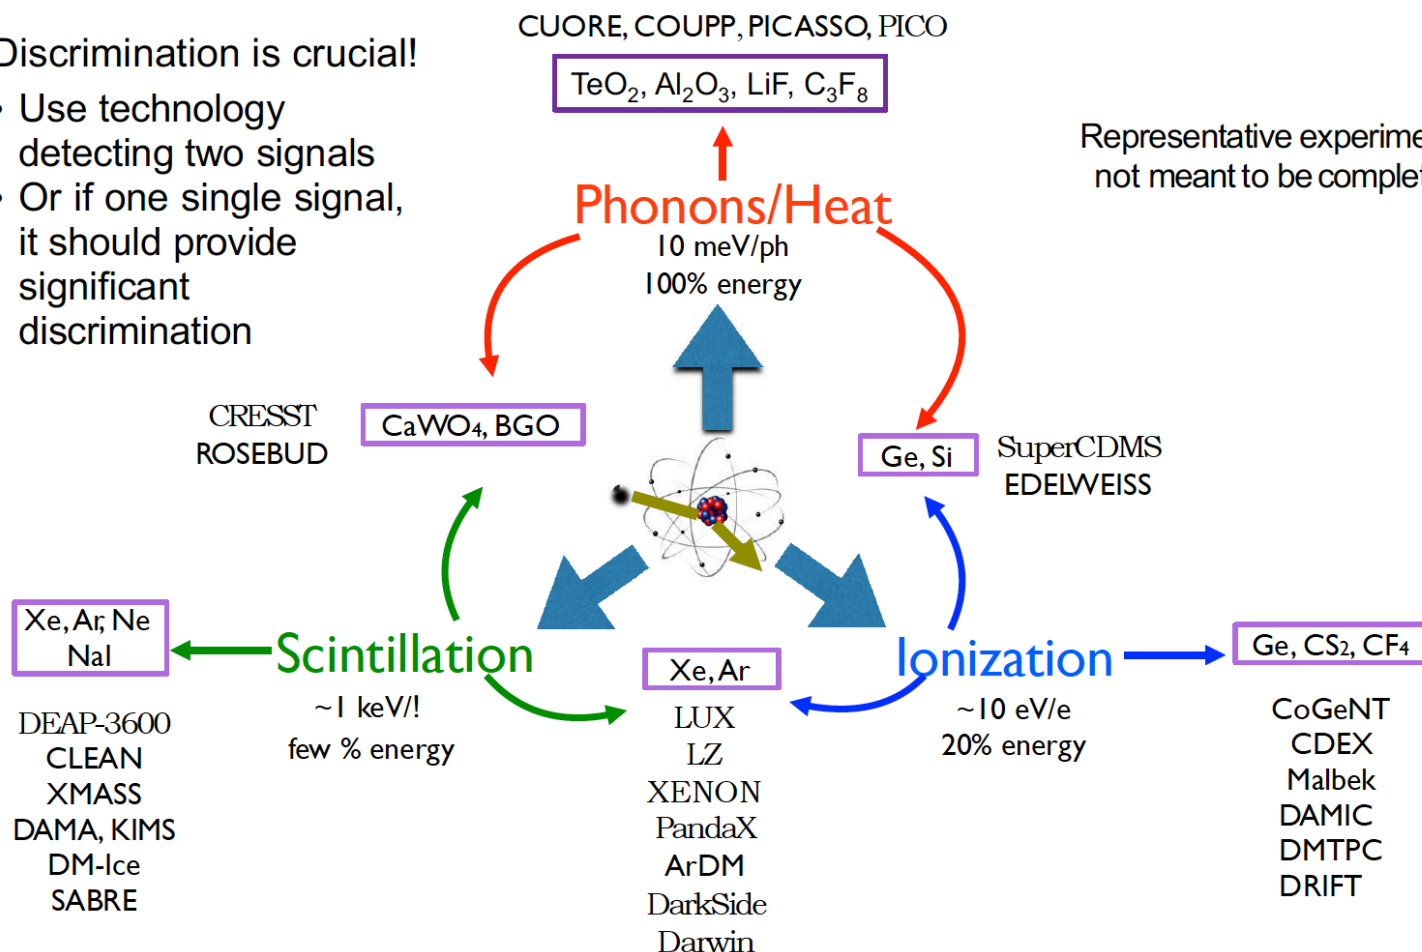 CUORE, COUPP, PICASSO, PICO
TeO2, Al2O3, LiF, C3F8
Discrimination is crucial!
• Use technology
detecting two signals
• Or if one single signal,
it should provide
significant
discrimination
Representative experime
not meant to be complet
Phonons/Heat
10 meV/ph
100% energy
CRESST
ROSEBUD
CaWO4, BGO
Ge, Si
SuperCDMS
EDELWEISS
Xe, Ar, Ne
NaI
Scintillation
~1 keV/!
few % energy
Xe, Ar
Ionization
~10 eV/e
20% energy
Ge, CS2, CF4
DEAP-3600
CLEAN
XMASS
DAMA, KIMS
DM-Ice
SABRE
LUX
LZ
XENON
PandaX
ArDM
DarkSide
Darwin
CoGeNT
CDEX
Malbek
DAMIC
DMTPC
DRIFT